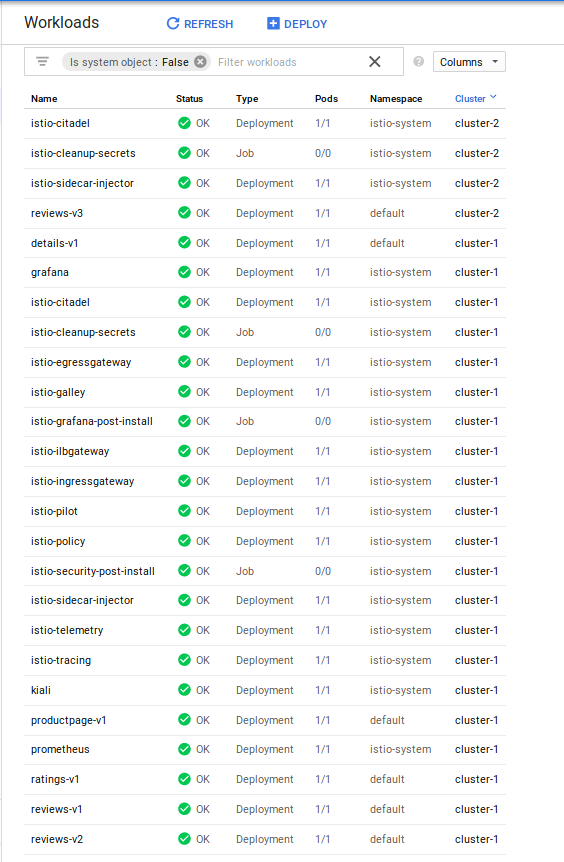 Workloads REFRESH DEPLOY
Is system object : False Filter workloads ? Columns
Name Status Type Pods Namespace Cluster
istio-citadel OK Deployment 1/1 istio-system cluster-2
istio-cleanup-secrets OK Job 0/0 istio-system cluster-2
istio-sidecar-injector OK Deployment 1/1 istio-system cluster-2
reviews-v3 OK Deployment 1/1 default cluster-2
details-v1 OK Deployment 1/1 default cluster-1
grafana OK Deployment 1/1 istio-system cluster-1
istio-citadel OK Deployment 1/1 istio-system cluster-1
istio-cleanup-secrets OK Job 0/0 istio-system cluster-1
istio-egressgateway OK Deployment 1/1 istio-system cluster-1
istio-galley OK Deployment 1/1 istio-system cluster-1
istio-grafana-post-install OK Job 0/0 istio-system cluster-1
istio-ilbgateway OK Deployment 1/1 istio-system cluster-1
istio-ingressgateway OK Deployment 1/1 istio-system cluster-1
istio-pilot OK Deployment 1/1 istio-system cluster-1
istio-policy OK Deployment 1/1 istio-system cluster-1
istio-security-post-install OK Job 0/0 istio-system cluster-1
istio-sidecar-injector OK Deployment 1/1 istio-system cluster-1
istio-telemetry OK Deployment 1/1 istio-system cluster-1
istio-tracing OK Deployment 1/1 istio-system cluster-1
kiali OK Deployment 1/1 istio-system cluster-1
productpage-v1 OK Deployment 1/1 default cluster-1
prometheus OK Deployment 1/1 istio-system cluster-1
ratings-v1 OK Deployment 1/1 default cluster-1
reviews-v1 OK Deployment 1/1 default cluster-1
reviews-v2 OK Deployment 1/1 default cluster-1